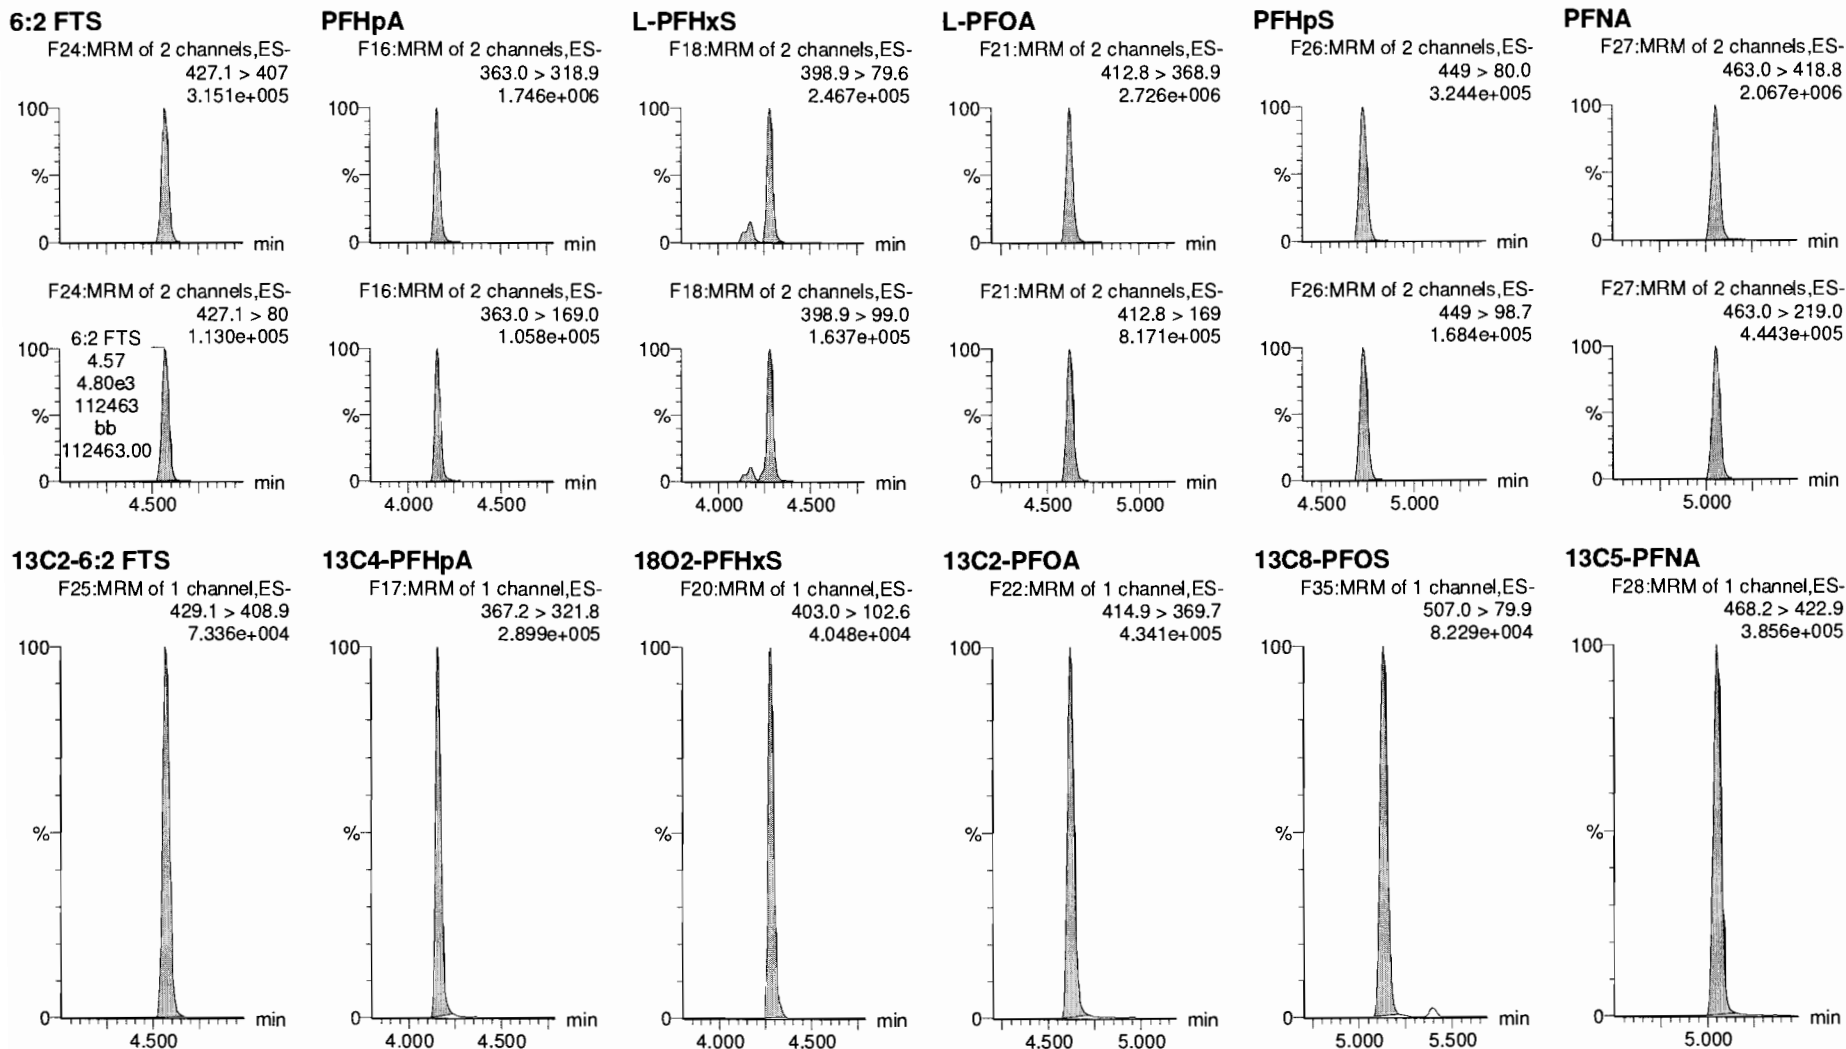 6:2 FTS
F24:MRM of 2 channels,ES-
427.1 > 407
3.151e+005
100
%
0
min
PFHpA
F16:MRM of 2 channels,ES-
363.0 > 318.9
1.746e+006
100
%
0
min
L-PFHxS
F18:MRM of 2 channels,ES-
398.9 > 79.6
2.467e+005
100
%
0
min
L-PFOA
F21:MRM of 2 channels,ES-
412.8 > 368.9
2.726e+006
100
%
0
min
PFHpS
F26:MRM of 2 channels,ES-
449 > 80.0
3.244e+005
100
%
0
min
PFNA
F27:MRM of 2 channels,ES-
463.0 > 418.8
2.067e+006
100
%
0
min
F24:MRM of 2 channels,ES-
427.1 > 80
1.130e+005
6:2 FTS
4.57
4.80e3
112463
bb
112463.00
100
%
0
min
4.500
F16:MRM of 2 channels,ES-
363.0 > 169.0
1.058e+005
100
%
0
min
4.000 4.500
F18:MRM of 2 channels,ES-
398.9 > 99.0
1.637e+005
100
%
0
min
4.000 4.500
F21:MRM of 2 channels,ES-
412.8 > 169
8.171e+005
100
%
0
min
4.500 5.000
F26:MRM of 2 channels,ES-
449 > 98.7
1.684e+005
100
%
0
min
4.500 5.000
F27:MRM of 2 channels,ES-
463.0 > 219.0
4.443e+005
100
%
0
min
5.000
13C2-6:2 FTS
F25:MRM of 1 channel,ES-
429.1 > 408.9
7.336e+004
100
%
0
min
4.500
13C4-PFHpA
F17:MRM of 1 channel,ES-
367.2 > 321.8
2.899e+005
100
%
0
min
4.000 4.500
18O2-PFHxS
F20:MRM of 1 channel,ES-
403.0 > 102.6
4.048e+004
100
%
0
min
4.000 4.500
13C2-PFOA
F22:MRM of 1 channel,ES-
414.9 > 369.7
4.341e+005
100
%
0
min
4.500 5.000
13C8-PFOS
F35:MRM of 1 channel,ES-
507.0 > 79.9
8.229e+004
100
%
0
min
5.000 5.500
13C5-PFNA
F28:MRM of 1 channel,ES-
468.2 > 422.9
3.856e+005
100
%
0
min
5.000